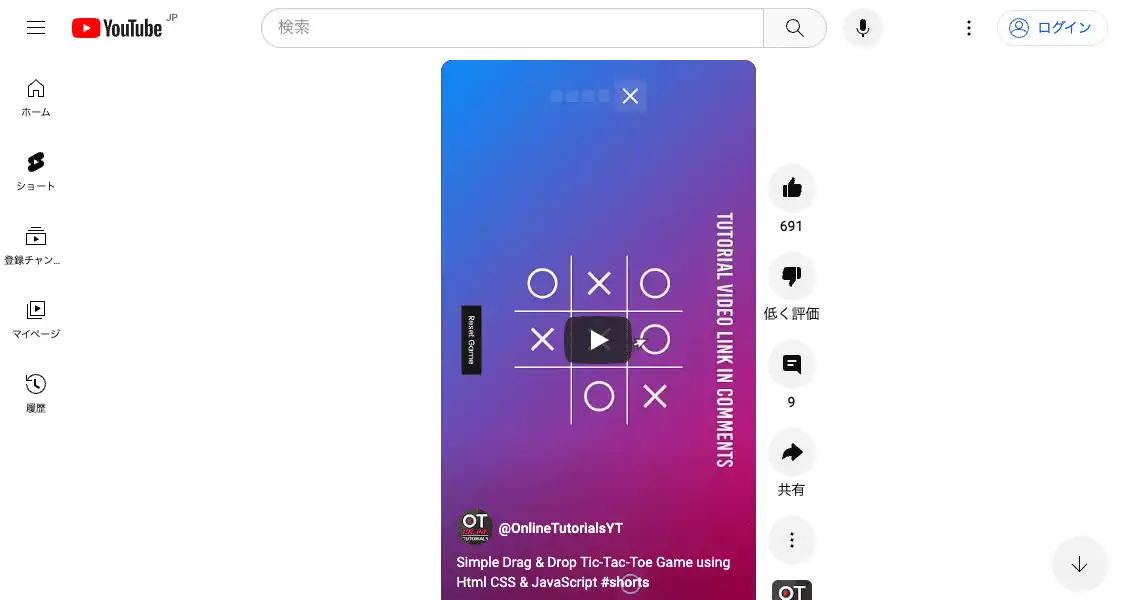 YouTube JP
検索
ログイン
ホーム
ショート
登録チャン...
マイページ
履歴
TUTORIAL VIDEO LINK IN COMMENTS
Reset Game
OT
ONLINE
TUTORIALS
@OnlineTutorialsYT
Simple Drag & Drop Tic-Tac-Toe Game using
Html CSS & JavaScript #shorts
691
低く評価
9
共有
OT